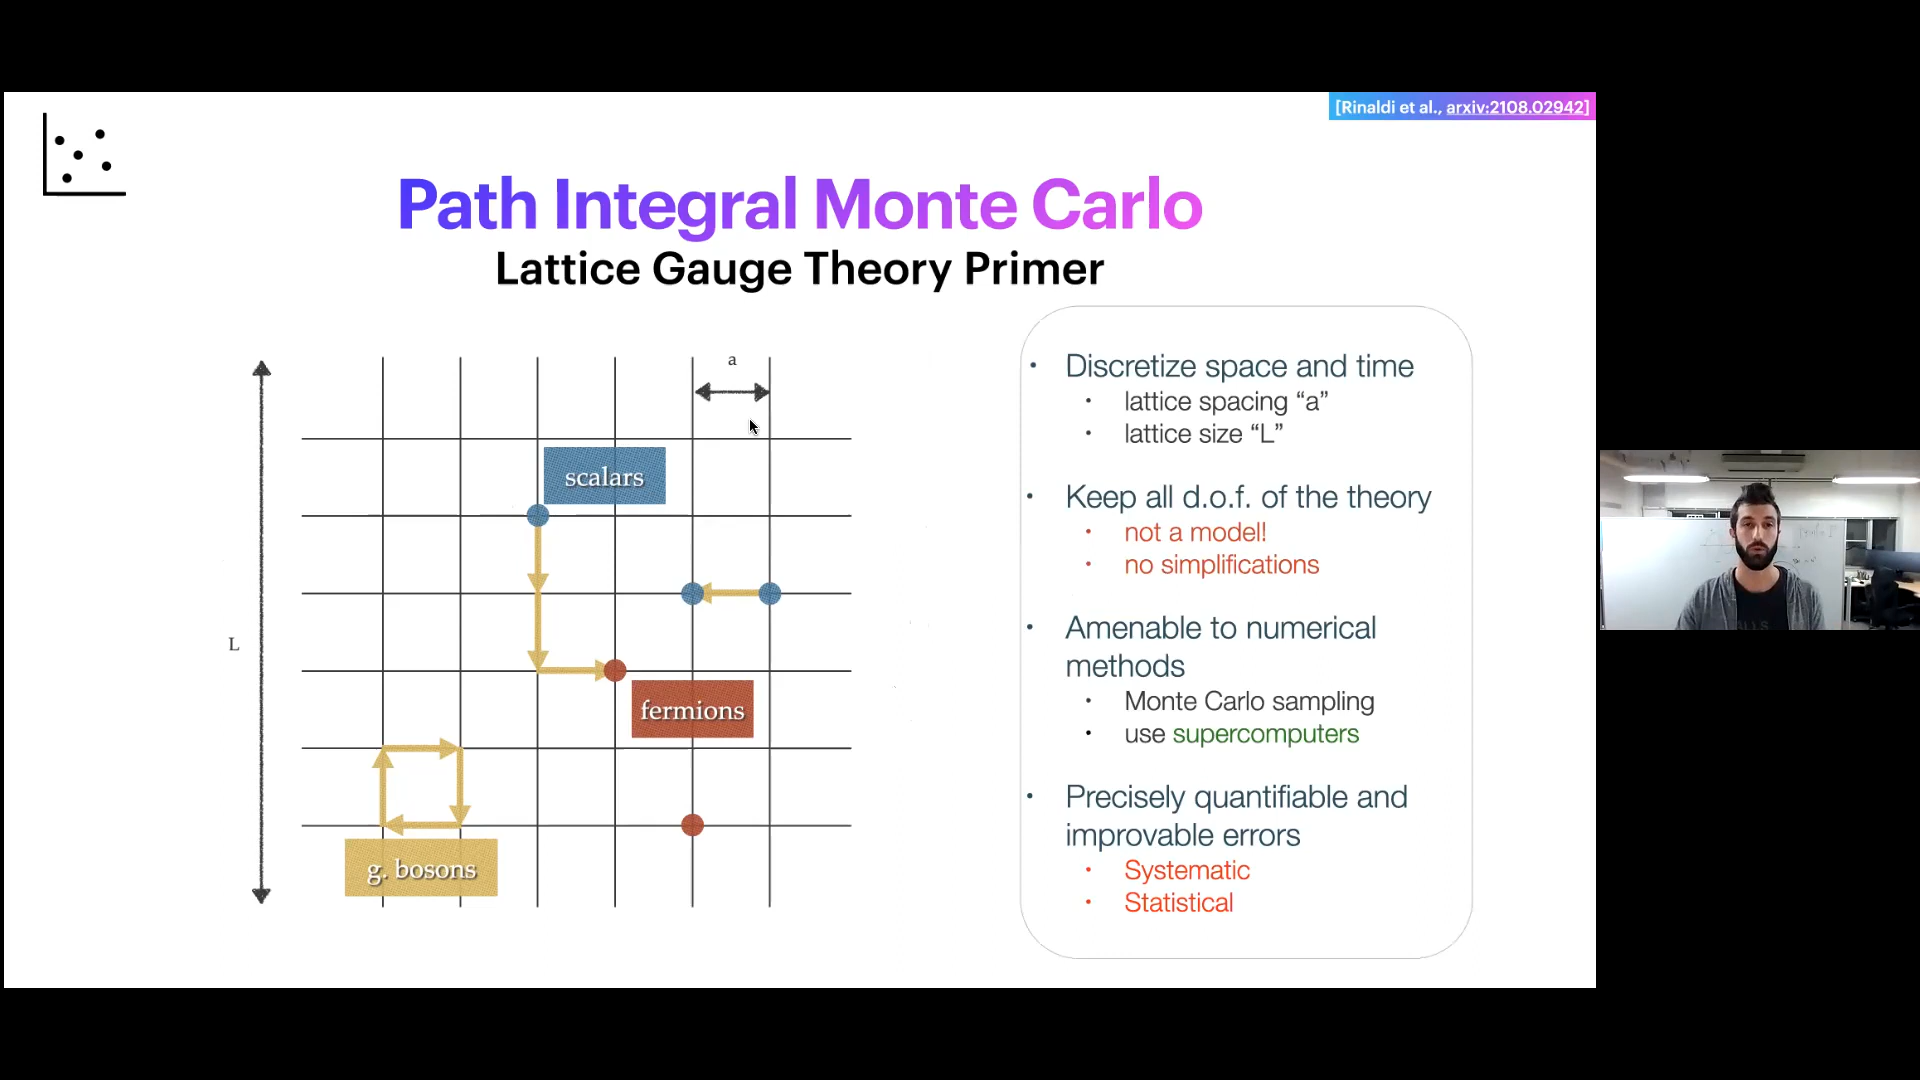 [Rinaldi et al., arxiv:2108.02942]
Path Integral Monte Carlo
Lattice Gauge Theory Primer
a
scalars
L
fermions
g. bosons
• Discretize space and time
• lattice spacing “a”
• lattice size “L”
• Keep all d.o.f. of the theory
• not a model!
• no simplifications
• Amenable to numerical
methods
• Monte Carlo sampling
• use supercomputers
• Precisely quantifiable and
improvable errors
• Systematic
• Statistical